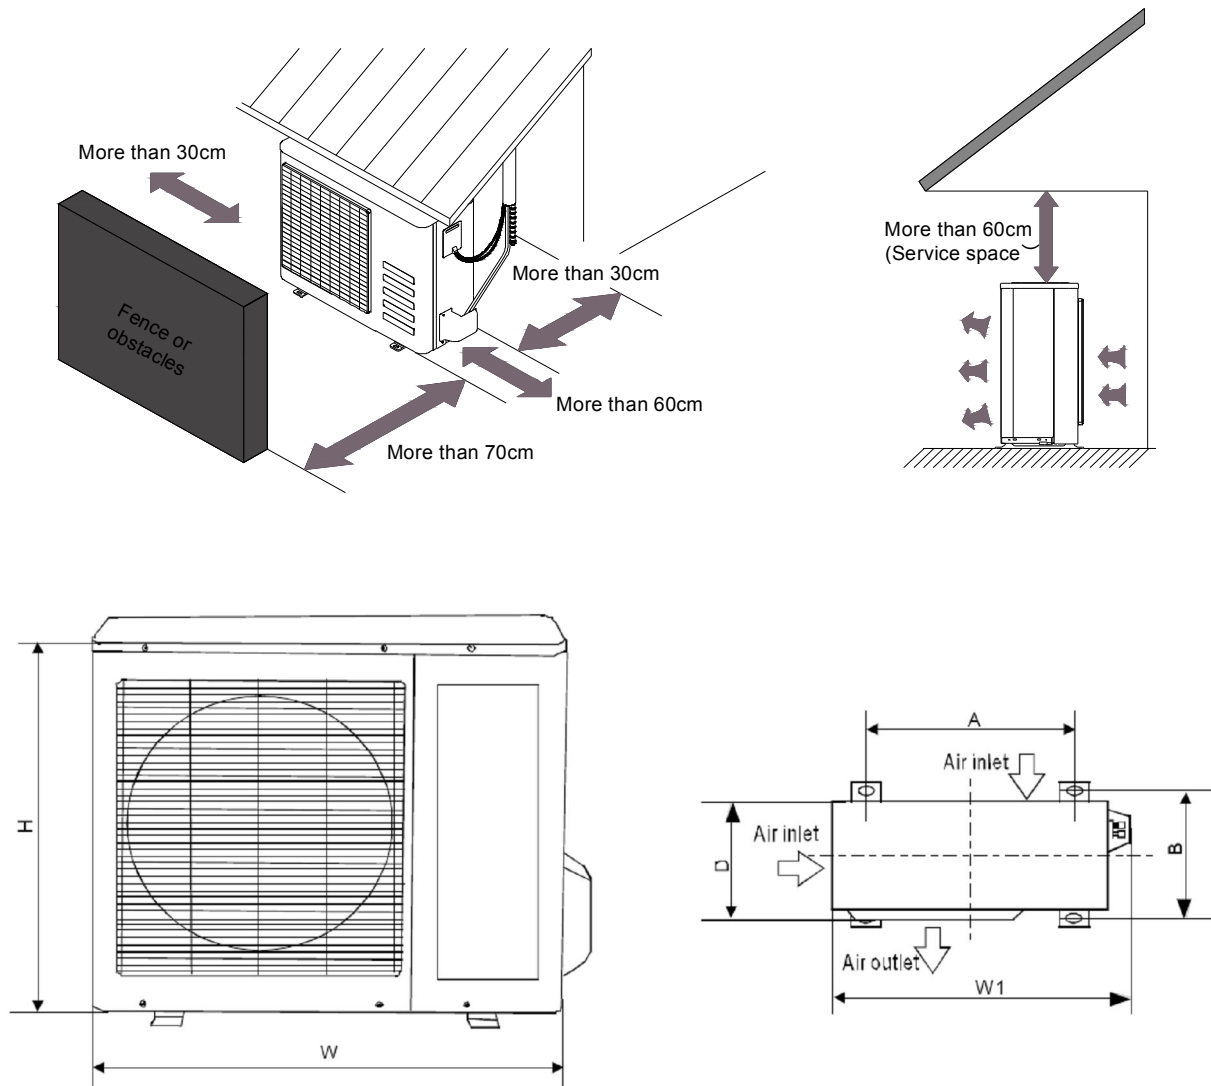 More than 30cm
More than 60cm
(Service space
More than 30cm
Fence or
obstacles
More than 60cm
More than 70cm
A
Air inlet
H
Air inlet
D
B
Air outlet
W1
W